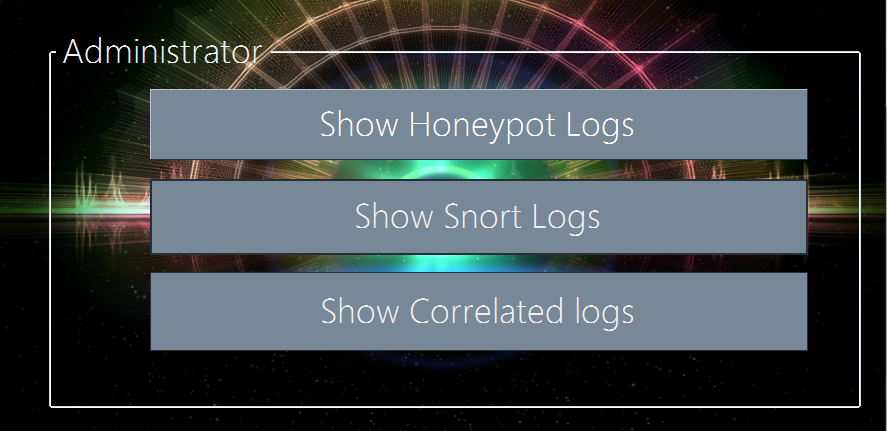 Administrator
Show Honeypot Logs
Show Snort Logs
Show Correlated logs